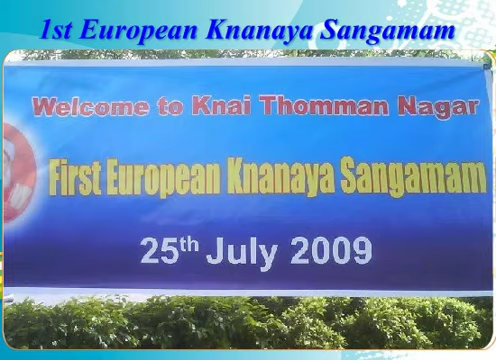 1st European Knanaya Sangamam
Welcome to Knai Thomman Nagar
First European Knanaya Sangamam
25th July 2009